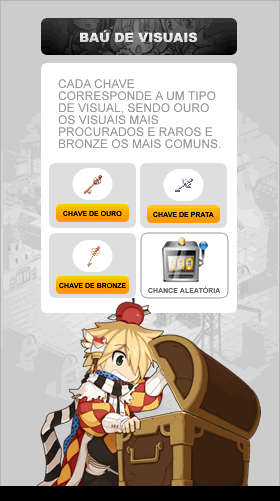 BAÚ DE VISUAIS
CADA CHAVE
CORRESPONDE A UM TIPO
DE VISUAL, SENDO OURO
OS VISUAIS MAIS
PROCURADOS E RAROS E
BRONZE OS MAIS COMUNS.
CHAVE DE OURO
CHAVE DE PRATA
CHAVE DE BRONZE
CHANCE ALEATÓRIA